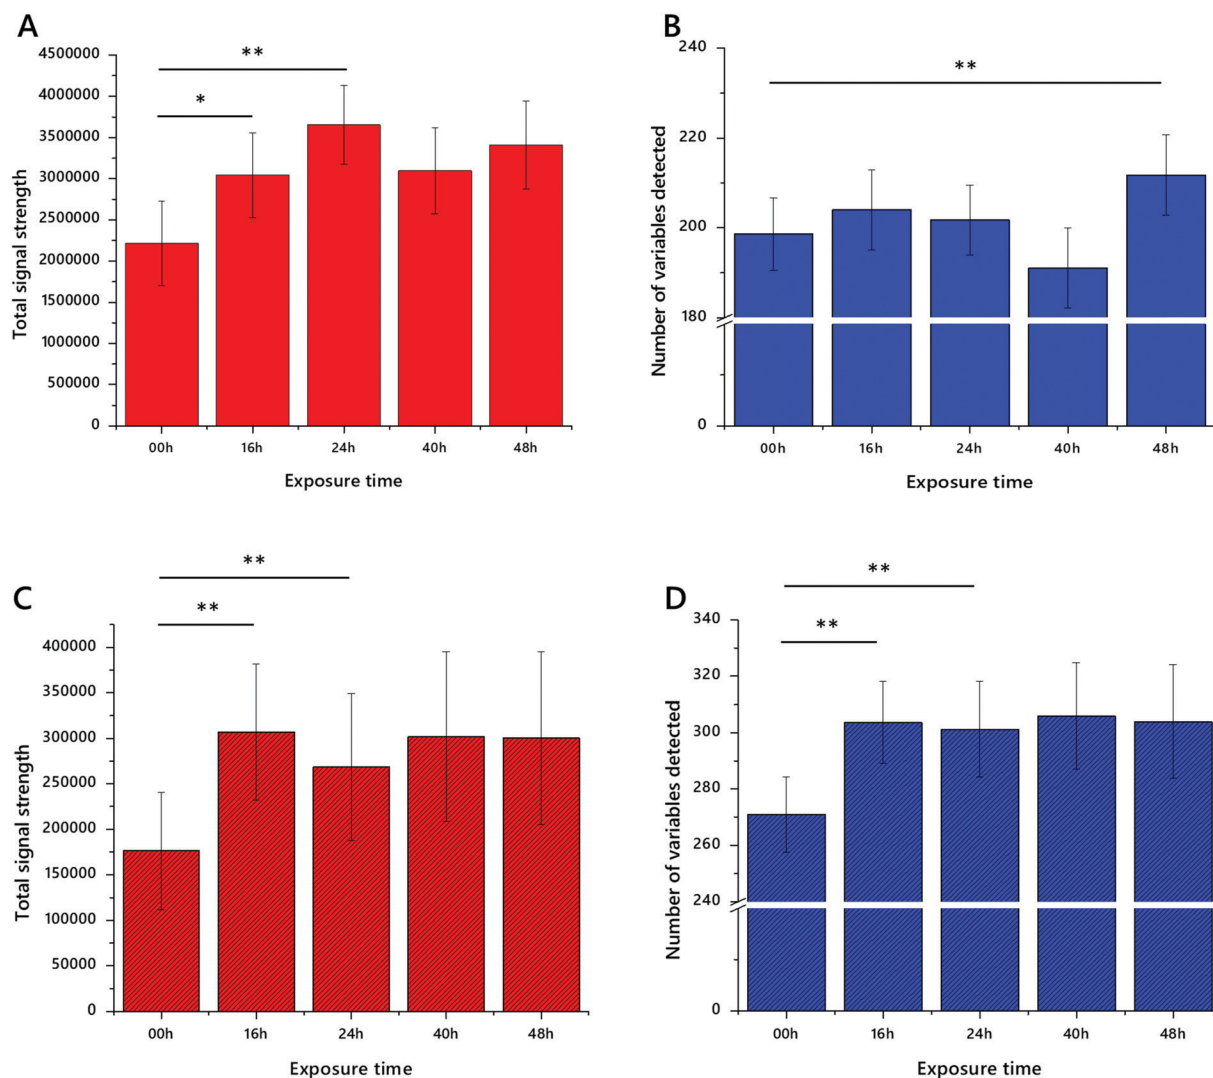 A
**
*
4500000
4000000
3500000
3000000
2500000
2000000
1500000
1000000
500000
0
Total signal strength
00h 16h 24h 40h 48h
Exposure time
B
**
240
220
200
180
0
Number of variables detected
00h 16h 24h 40h 48h
Exposure time
C
**
**
400000
350000
300000
250000
200000
150000
100000
50000
0
Total signal strength
00h 16h 24h 40h 48h
Exposure time
D
**
**
340
320
300
280
260
240
0
Number of variables detected
00h 16h 24h 40h 48h
Exposure time